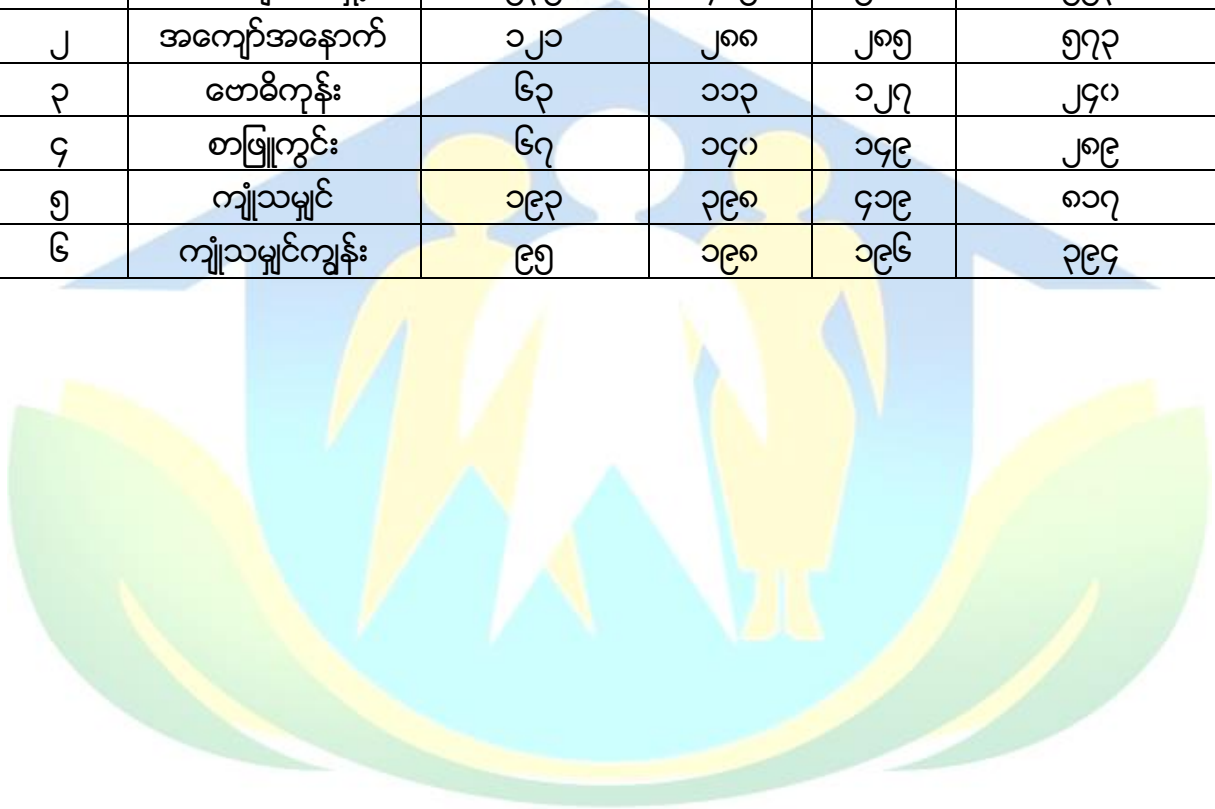 ၂ အကျော်အနောက် ၁၂၁ ၂၈၈ ၂၈၅ ၅၇၃
၃ ဗောဓိကုန်း ၆၃ ၁၁၃ ၁၂၇ ၂၄၀
၄ စာဖြူကွင်း ၆၇ ၁၄၀ ၁၄၉ ၂၈၉
၅ ကျုံသမျှင် ၁၉၃ ၃၉၈ ၄၁၉ ၈၁၇
၆ ကျုံသမျှင်ကျွန်း ၉၅ ၁၉၈ ၁၉၆ ၃၉၄